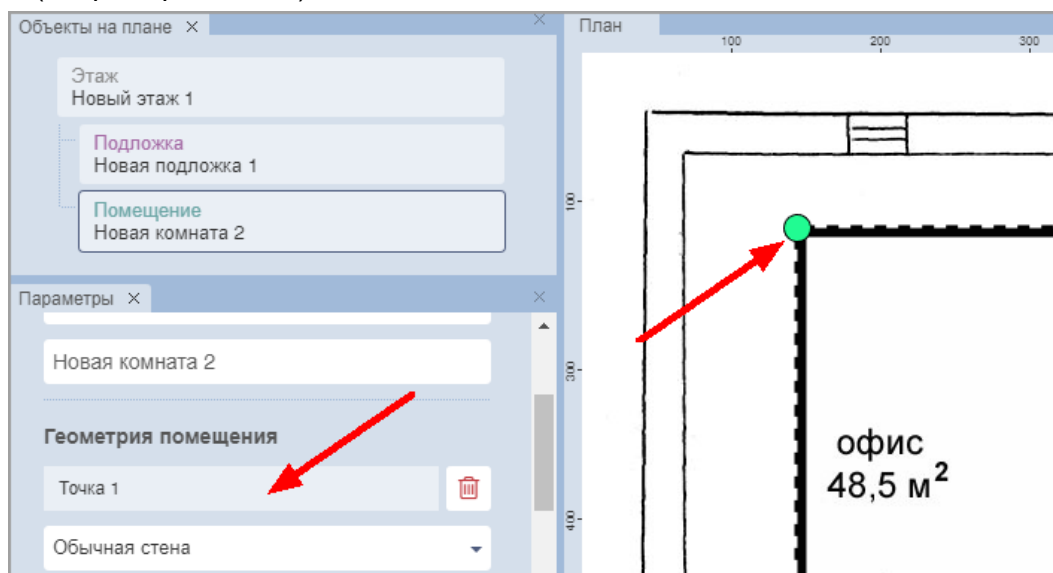 Объекты на плане
Этаж
Новый этаж 1
Подложка
Новая подложка 1
Помещение
Новая комната 2
Параметры
Новая комната 2
Геометрия помещения
Точка 1
Обычная стена
План
100
200
300
100
300
400
офис
48,5 м²